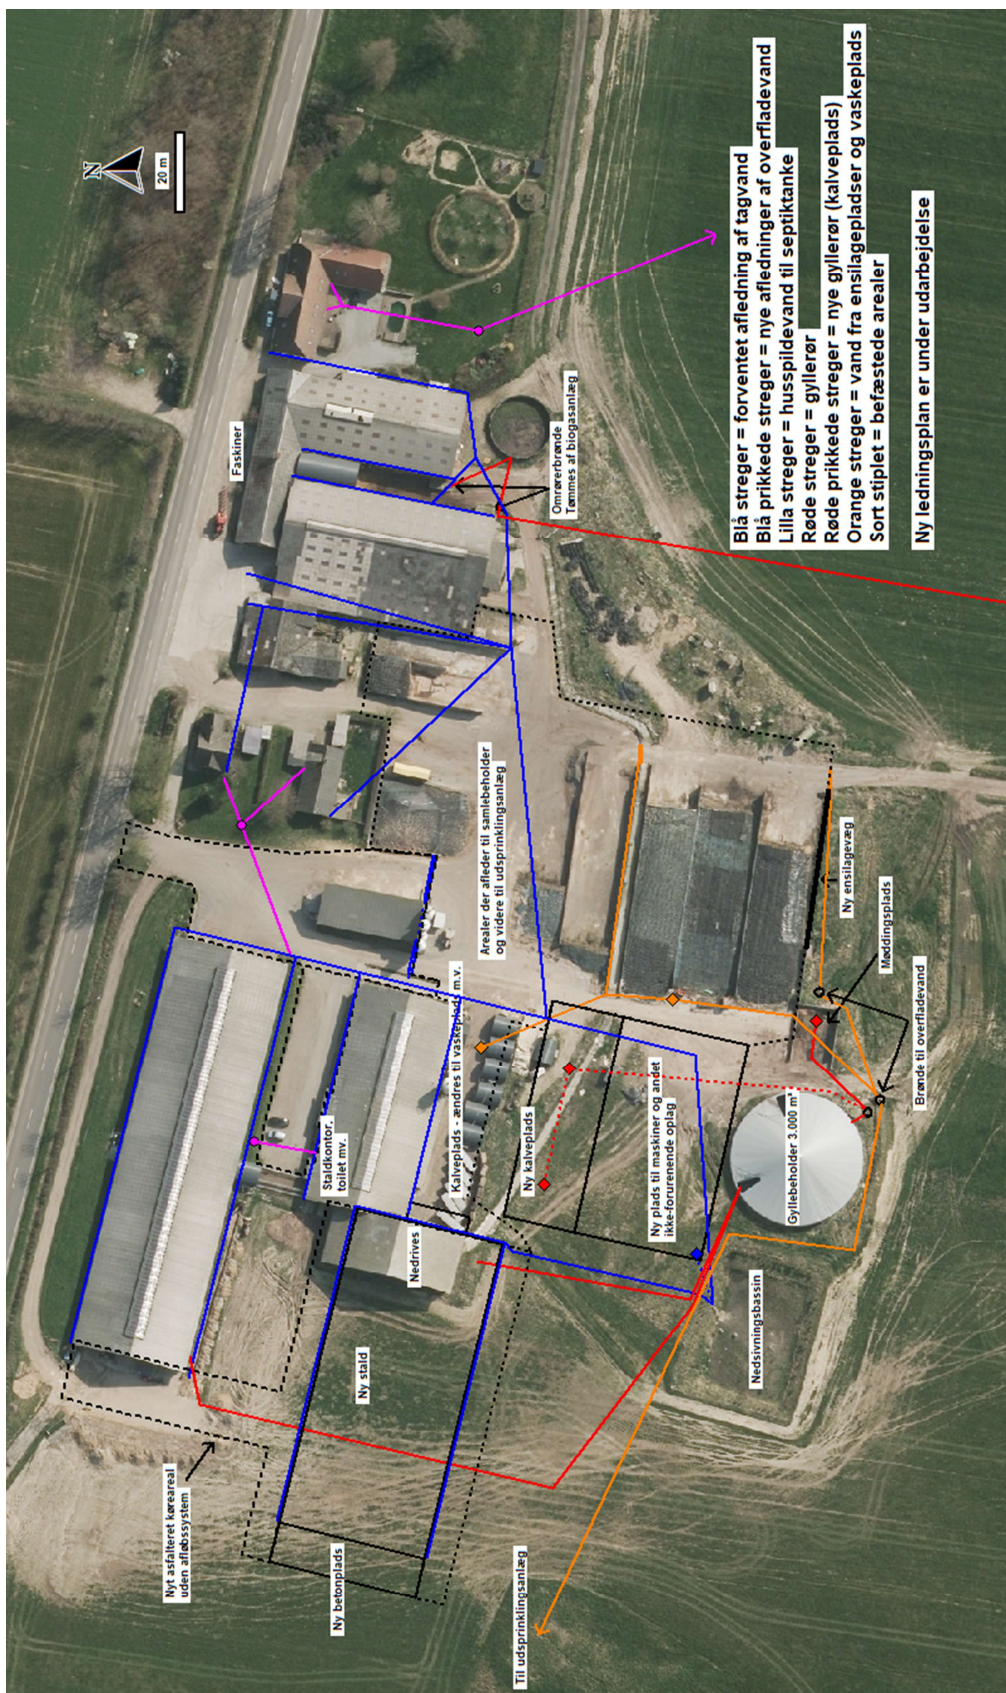 N
20 m
Faskiner
Omrørerbrønde
Tømmes af biogasanlæg
Blå streger = forventet afledning af tagvand
Blå prikkede streger = nye afledninger af overfladevand
Lilla streger = husspildevand til septiktanke
Røde streger = gyllerør
Røde prikkede streger = nye gyllerør (kalveplads)
Orange streger = vand fra ensilagepladser og vaskeplads
Sort stiplet = befæstede arealer
Ny ledningsplan er under udarbejdelse
Arealer der afleder til samlebeholder
og videre til udsprinklingsanlæg
Staldkontor,
toilet mv.
Kalveplads - ændres til vaskeplads m.v.
Ny kalveplads
Nedrives
Ny stald
Ny plads til maskiner og andet
ikke-forurenende oplag
Ny ensilagevæg
Møddingsplads
Brønde til overfladevand
Gyllebeholder 3.000 m³
Nedsivningsbassin
Nyt asfalteret køreareal
uden afløbssystem
Ny betonplads
Til udsprinklingsanlæg